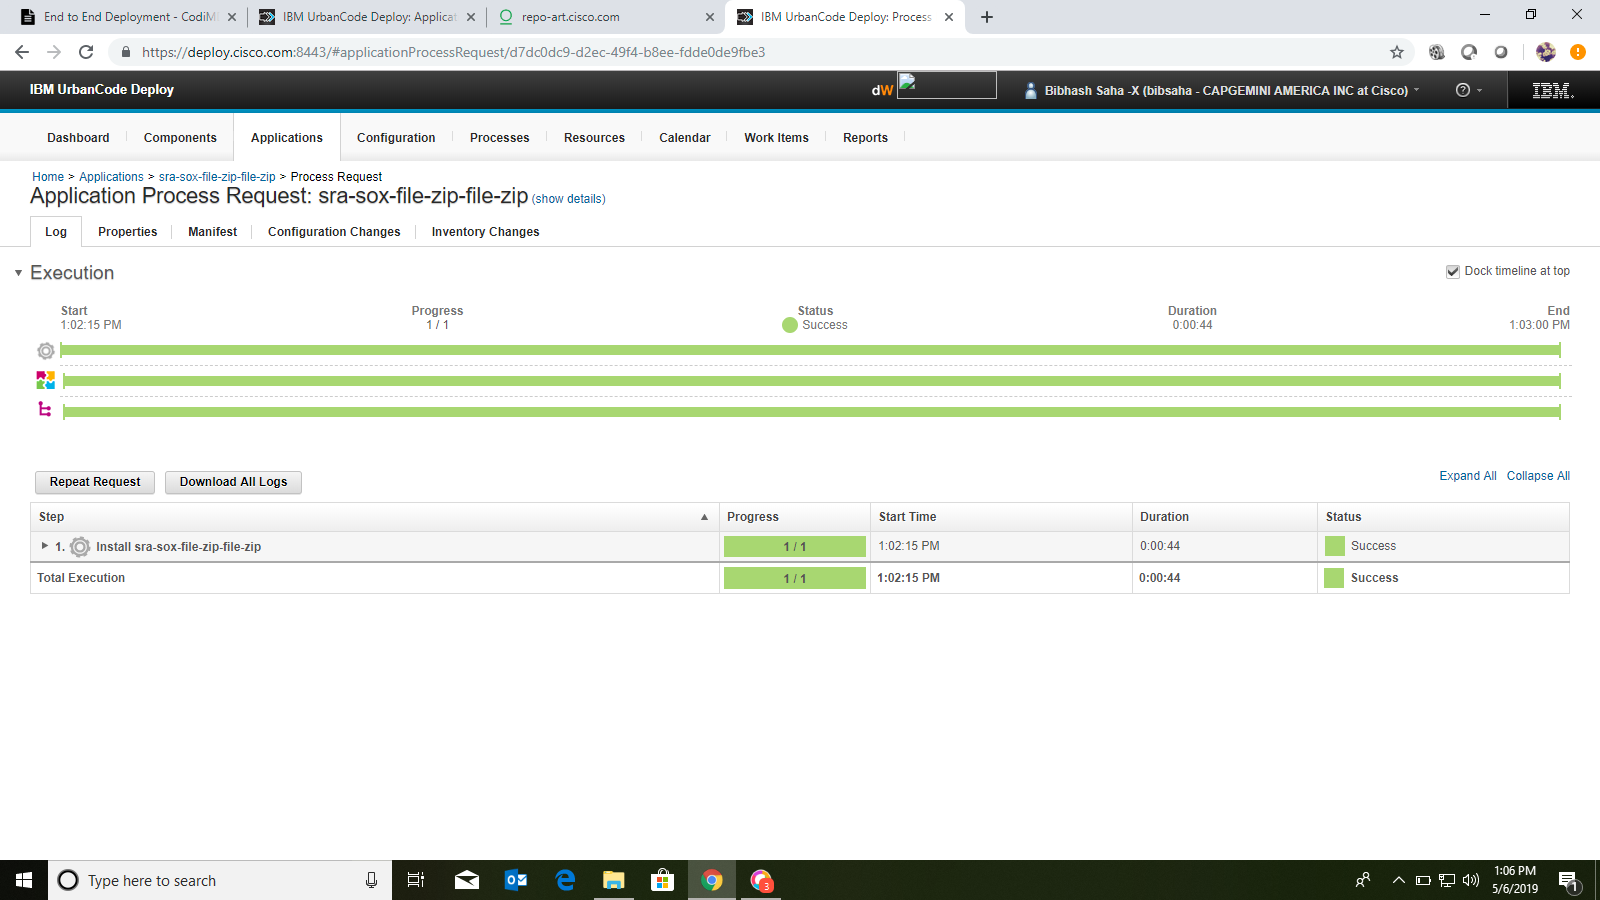 End to End Deployment - CodiM
IBM UrbanCode Deploy: Applicat
repo-art.cisco.com
IBM UrbanCode Deploy: Process
https://deploy.cisco.com:8443/#applicationProcessRequest/d7dc0dc9-d2ec-49f4-b8ee-fdde0de9fbe3
IBM UrbanCode Deploy
dW
Bibhash Saha -X (bibsaha - CAPGEMINI AMERICA INC at Cisco)
IBM.
Dashboard Components Applications Configuration Processes Resources Calendar Work Items Reports
Home > Applications > sra-sox-file-zip-file-zip > Process Request
Application Process Request: sra-sox-file-zip-file-zip (show details)
Log Properties Manifest Configuration Changes Inventory Changes
Execution
Dock timeline at top
Start Progress Status Duration End
1:02:15 PM 1 / 1 Success 0:00:44 1:03:00 PM
Repeat Request Download All Logs Expand All Collapse All
Step Progress Start Time Duration Status
1. Install sra-sox-file-zip-file-zip 1 / 1 1:02:15 PM 0:00:44 Success
Total Execution 1 / 1 1:02:15 PM 0:00:44 Success
Type here to search
3
1:06 PM
5/6/2019
1